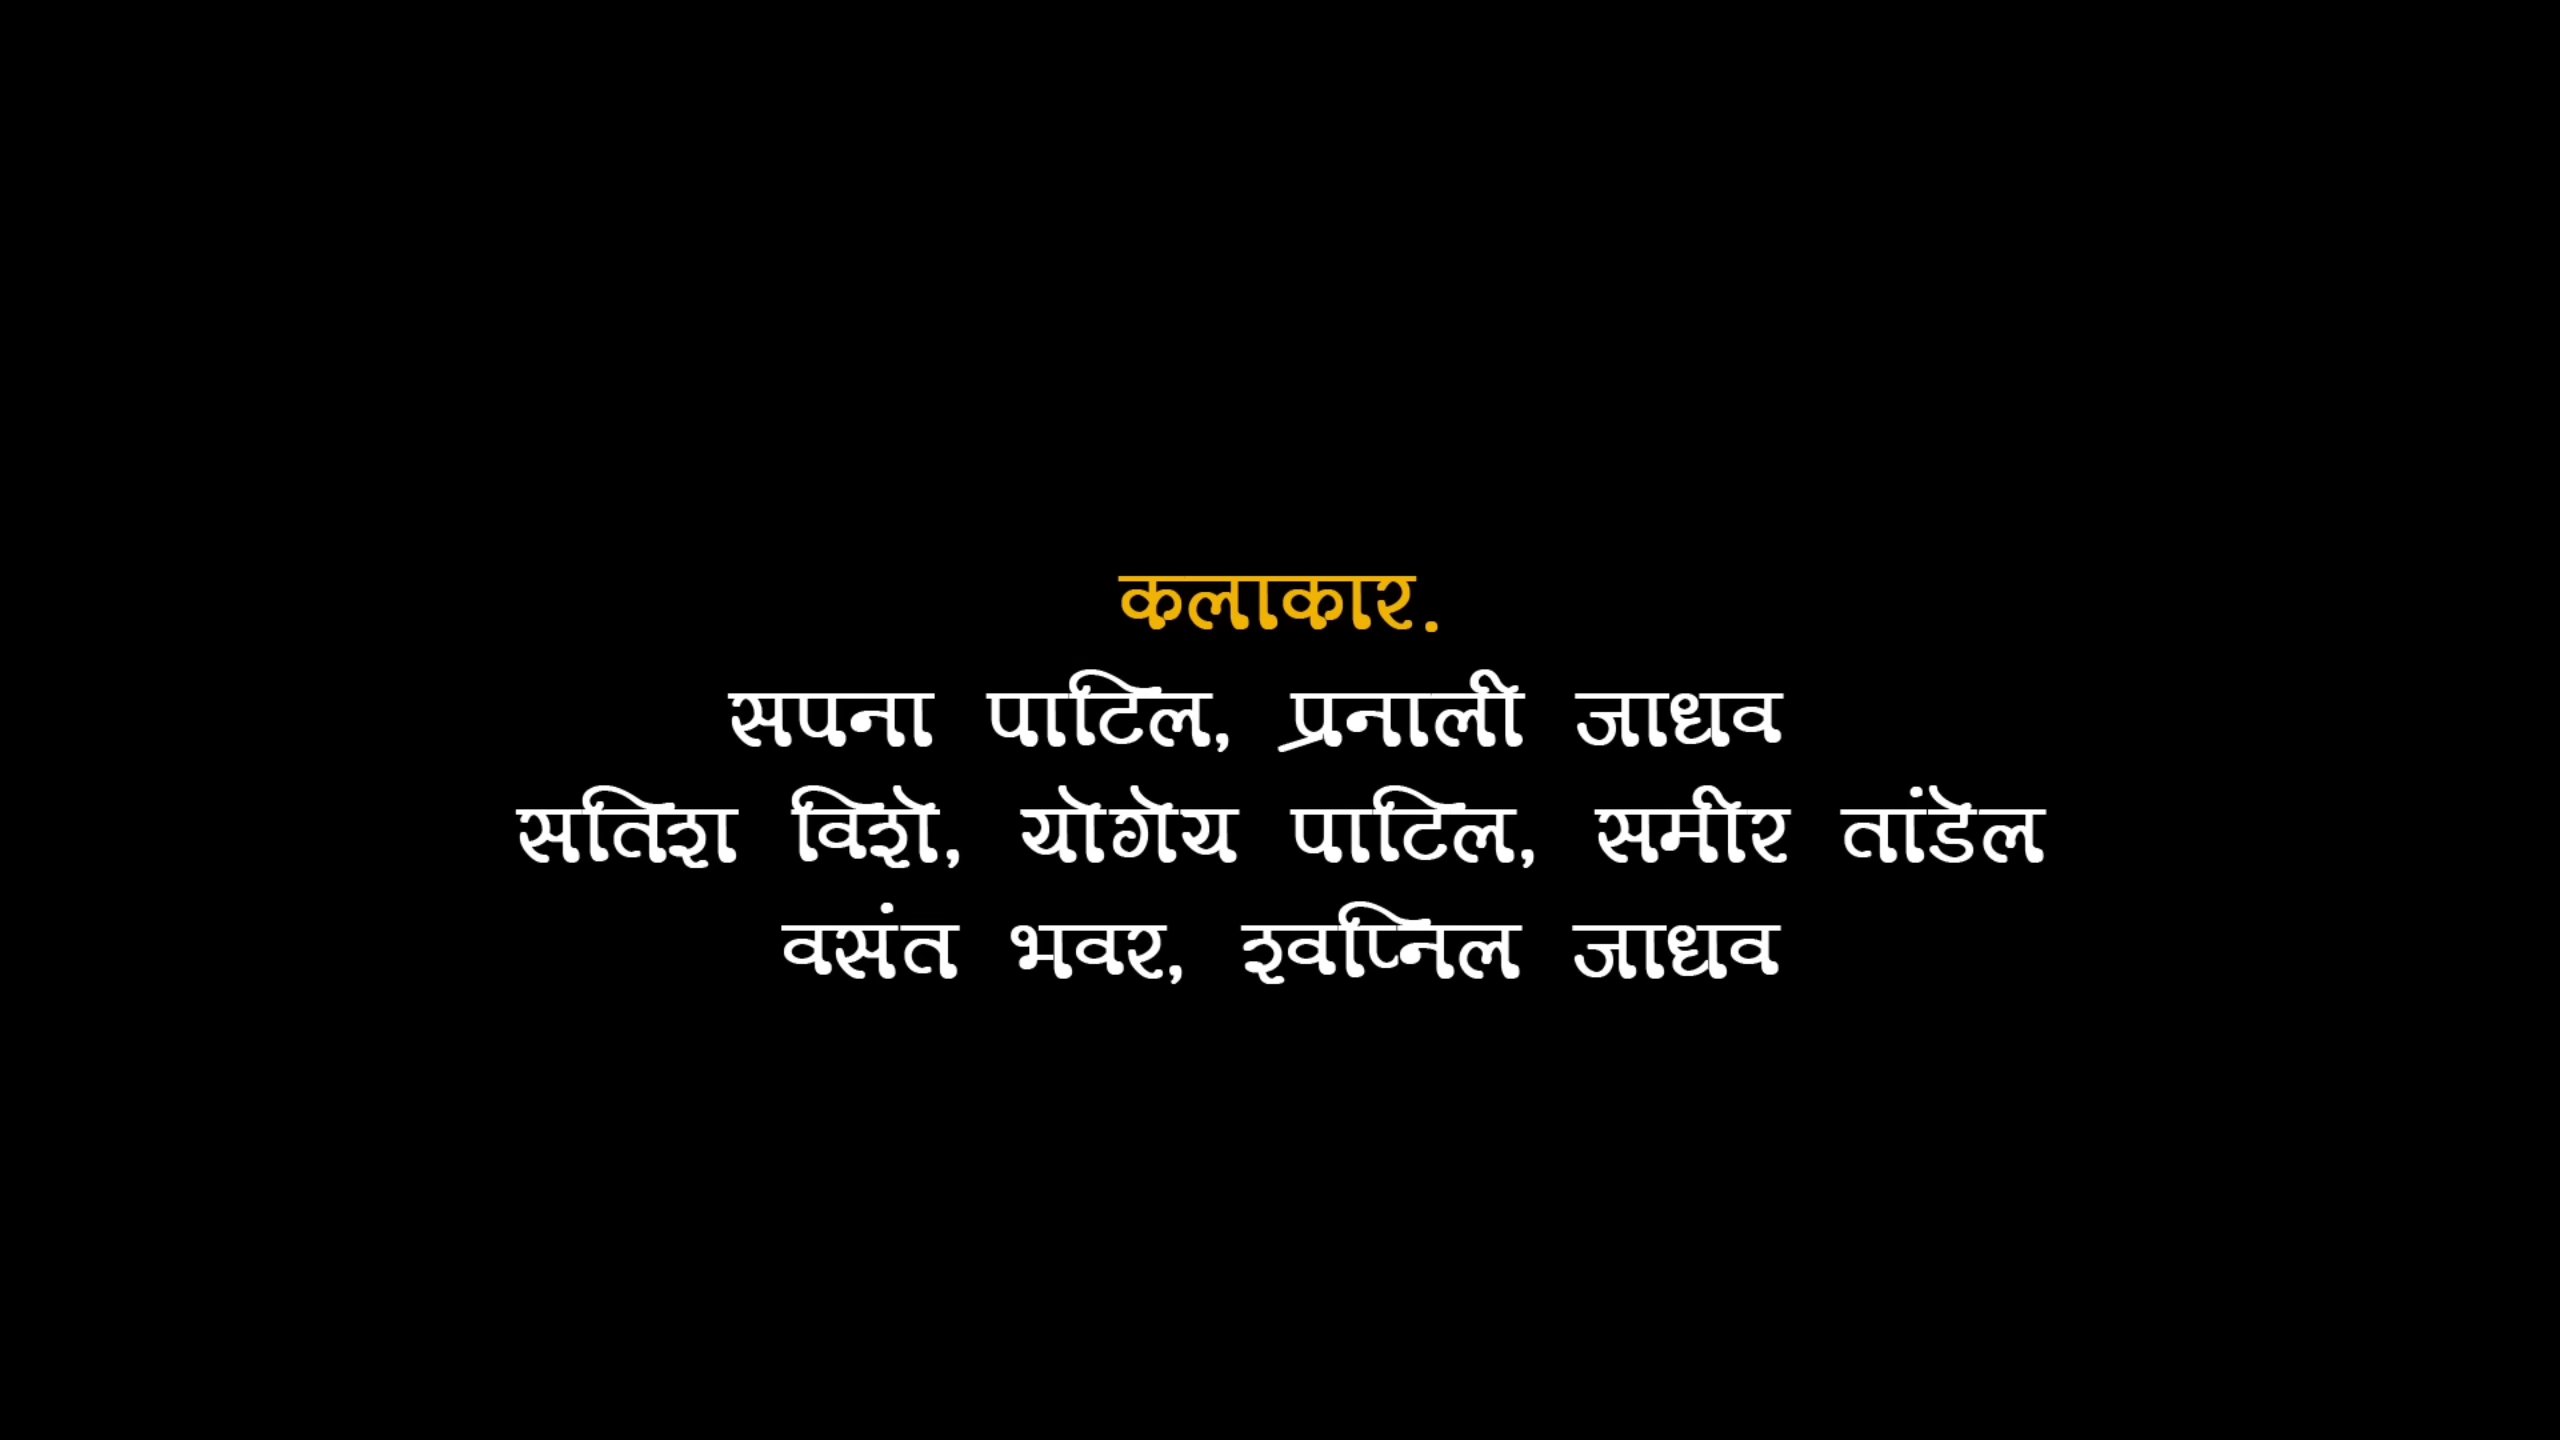 कलाकार.
सपना पाटिल, प्रनाली जाधव
सतिश विशे, योगेय पाटिल, समीर तांडेल
वसंत भवर, श्वप्निल जाधव